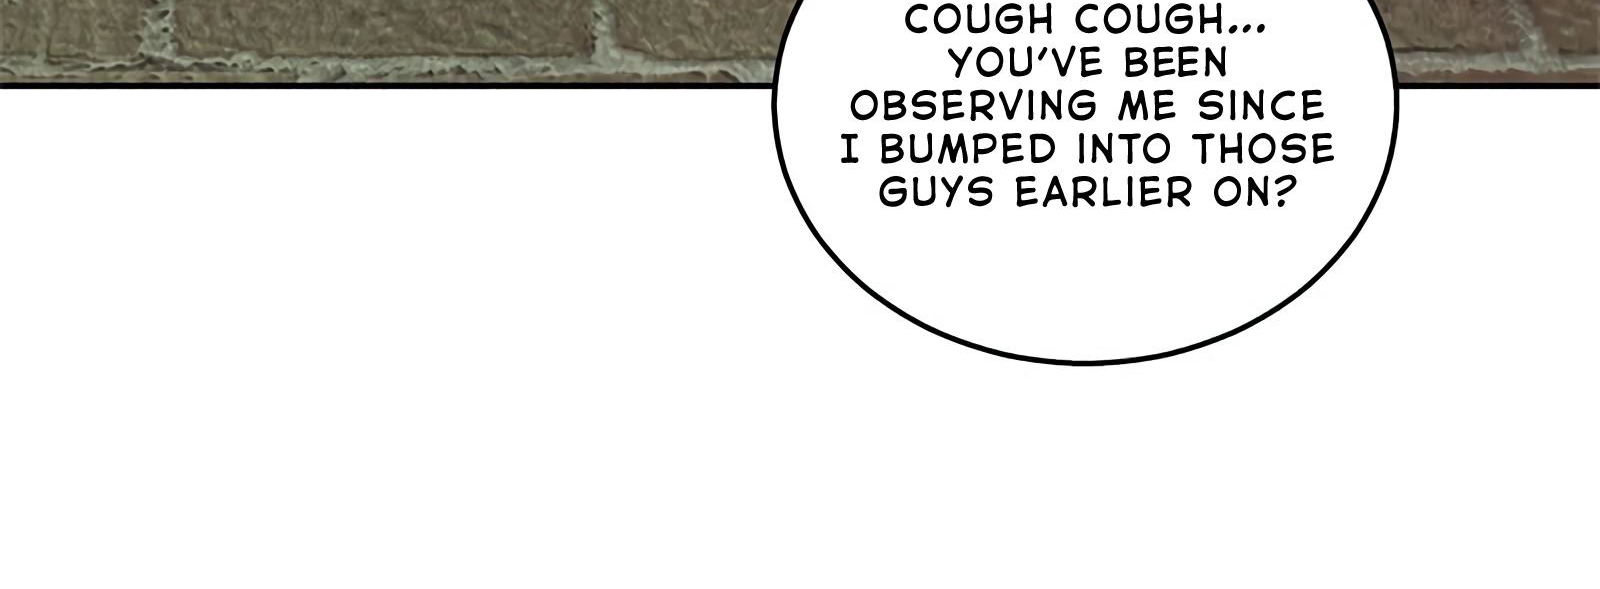 COUGH COUGH...
YOU'VE BEEN
OBSERVING ME SINCE
I BUMPED INTO THOSE
GUYS EARLIER ON?